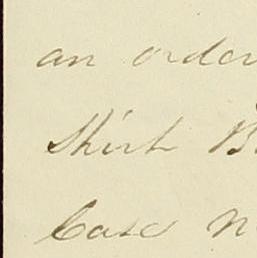 an order
Shirt B
Case N